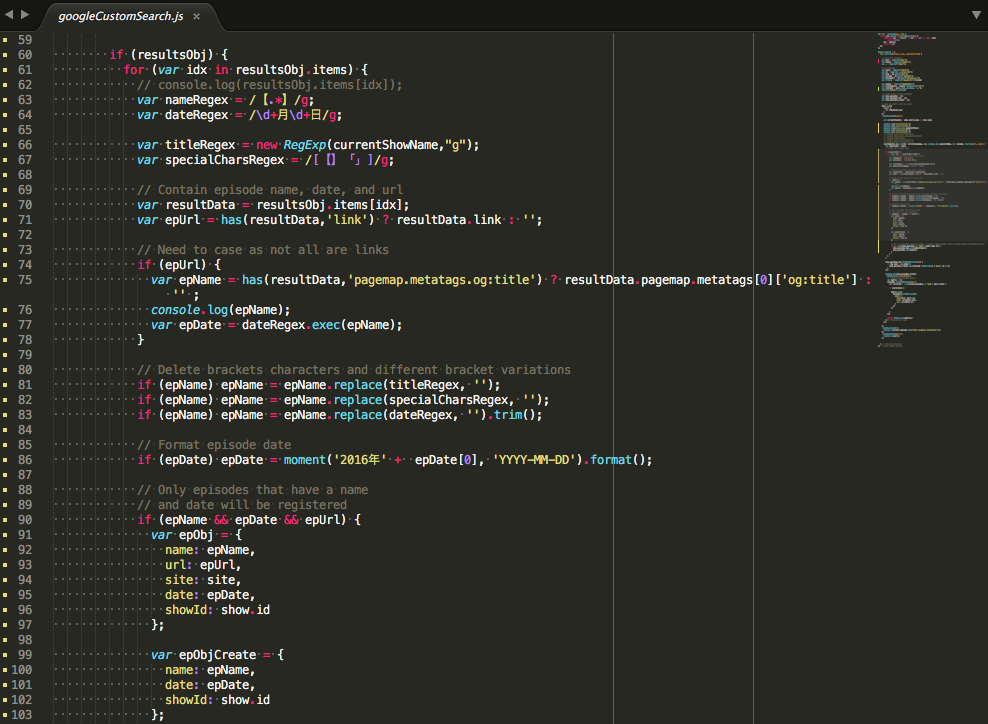 googleCustomSearch.js ×
59
60 if (resultsObj) {
61 for (var idx in resultsObj.items) {
62 // console.log(resultsObj.items[idx]);
63 var nameRegex = /【.*】/g;
64 var dateRegex = /\d+月\d+日/g;
65
66 var titleRegex = new RegExp(currentShowName,"g");
67 var specialCharsRegex = /[【】「」]/g;
68
69 // Contain episode name, date, and url
70 var resultData = resultsObj.items[idx];
71 var epUrl = has(resultData,'link') ? resultData.link : '';
72
73 // Need to case as not all are links
74 if (epUrl) {
75 var epName = has(resultData,'pagemap.metatags.og:title') ? resultData.pagemap.metatags[0]['og:title'] :
'' ;
76 console.log(epName);
77 var epDate = dateRegex.exec(epName);
78 }
79
80 // Delete brackets characters and different bracket variations
81 if (epName) epName = epName.replace(titleRegex, '');
82 if (epName) epName = epName.replace(specialCharsRegex, '');
83 if (epName) epName = epName.replace(dateRegex, '').trim();
84
85 // Format episode date
86 if (epDate) epDate = moment('2016年' + epDate[0], 'YYYY-MM-DD').format();
87
88 // Only episodes that have a name
89 // and date will be registered
90 if (epName && epDate && epUrl) {
91 var epObj = {
92 name: epName,
93 url: epUrl,
94 site: site,
95 date: epDate,
96 showId: show.id
97 };
98
99 var epObjCreate = {
100 name: epName,
101 date: epDate,
102 showId: show.id
103 };